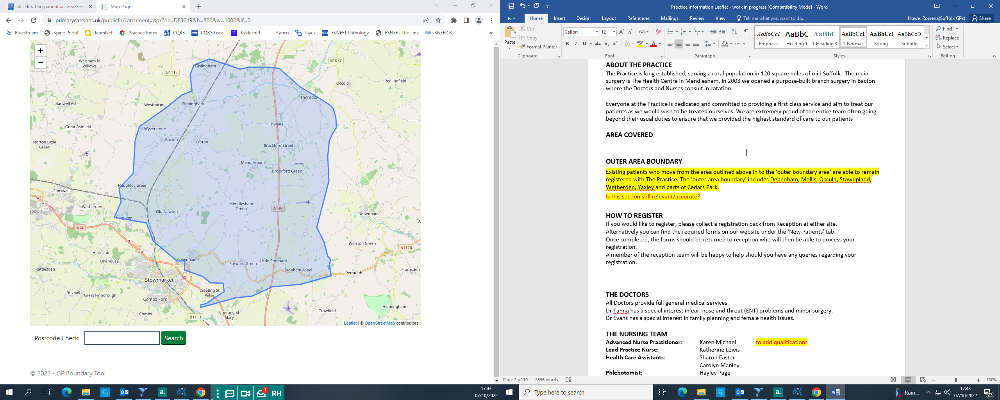 Accelerating patient access: Gene
Map Page
primarycare.nhs.uk/publicfn/catchment.aspx?oc=D83019&h=800&w=1000&if=0
Bluestream
Spine Portal
TeamNet
Practice Index
CQRS
CQRS Local
Tradeshift
Kafico
Jayex
ESNEFT Pathology
ESNEFT The Link
SNEEICB
»
+
−
Walsham le
Willows
Gislingham
B1077
B1113
Occold
Redlingfield
Thorndon
Badwell Ash
Westhorpe
Finningham
Great Ashfield
Wyverstone
Thwaite
Bacton
Cotton
Norton Little
Green
Brockford Street
Mendlesham
Brockford Green
Haughley Green
Elmswell
47
47
47A
Wetherden
Mendlesham
Green
A140
Woolpit
Old Newton
Haughley
Debenham
A14
A
49
49
Winston Green
A1120
Harleston
Onehouse
Stowupland
Little Stonham
Forward Green
Stonham Aspal
Rattlesden
Framsden
Pettaugh
50
Stowmarket
Creeting St
Peter
Buxhall
Great Finborough
Combs Ford
Helmingham
Crowfield
Combs
B1113
Creeting St
Mary
Leaflet | © OpenStreetMap contributors
Postcode Check:
Search
© 2022 - GP Boundary Tool
1
RH
17:43
07/10/2022
Practice Information Leaflet - work in progress [Compatibility Mode] - Word
File
Home
Insert
Design
Layout
References
Mailings
Review
View
Tell me what you want to do...
Howe, Rowena(Suffolk GPs)
Share
Paste
Cut
Copy
Format Painter
Clipboard
Calibri
12
Font
Paragraph
AaBbCcL
Emphasis
AaBbC
Heading 1
AaBbC
¶ Heading 3
AaBbCcI
¶ Normal
AaBbCcl
Strong
AaBbCcD
Subtitle
Styles
Find
Replace
Select
Editing
ABOUT THE PRACTICE
The Practice is long established, serving a rural population in 120 square miles of mid Suffolk.  The main
surgery is The Health Centre in Mendlesham. In 2003 we opened a purpose-built branch surgery in Bacton
where the Doctors and Nurses consult in rotation.
Everyone at the Practice is dedicated and committed to providing a first class service and aim to treat our
patients as we would wish to be treated ourselves. We are extremely proud of the entire team often going
beyond their usual duties to ensure that we provided the highest standard of care to our patients
AREA COVERED
OUTER AREA BOUNDARY
Existing patients who move from the area outlined above in to the ‘outer boundary area’ are able to remain
registered with The Practice. The ‘outer area boundary’ includes Debenham, Mellis, Occuld, Stowupland,
Wetherden, Yaxley and parts of Cedars Park.
Is this section still relevant/accurate?
HOW TO REGISTER
If you would like to register, please collect a registration pack from Reception at either site.
Alternatively you can find the required forms on our website under the ‘New Patients’ tab.
Once completed, the forms should be returned to reception who will then be able to process your
registration.
A member of the reception team will be happy to help should you have any queries regarding your
registration.
THE DOCTORS
All Doctors provide full general medical services.
Dr Tanna has a special interest in ear, nose and throat (ENT) problems and minor surgery.
Dr Evans has a special interest in family planning and female health issues.
THE NURSING TEAM
Advanced Nurse Practitioner: Karen Michael to add qualifications
Lead Practice Nurse: Katherine Lewis
Health Care Assistants: Sharon Easter
Carolyn Manley
Phlebotomist: Hayley Page
Page 2 of 10
2896 words
100%
Type here to search
Rain...
17:43
07/10/2022
23